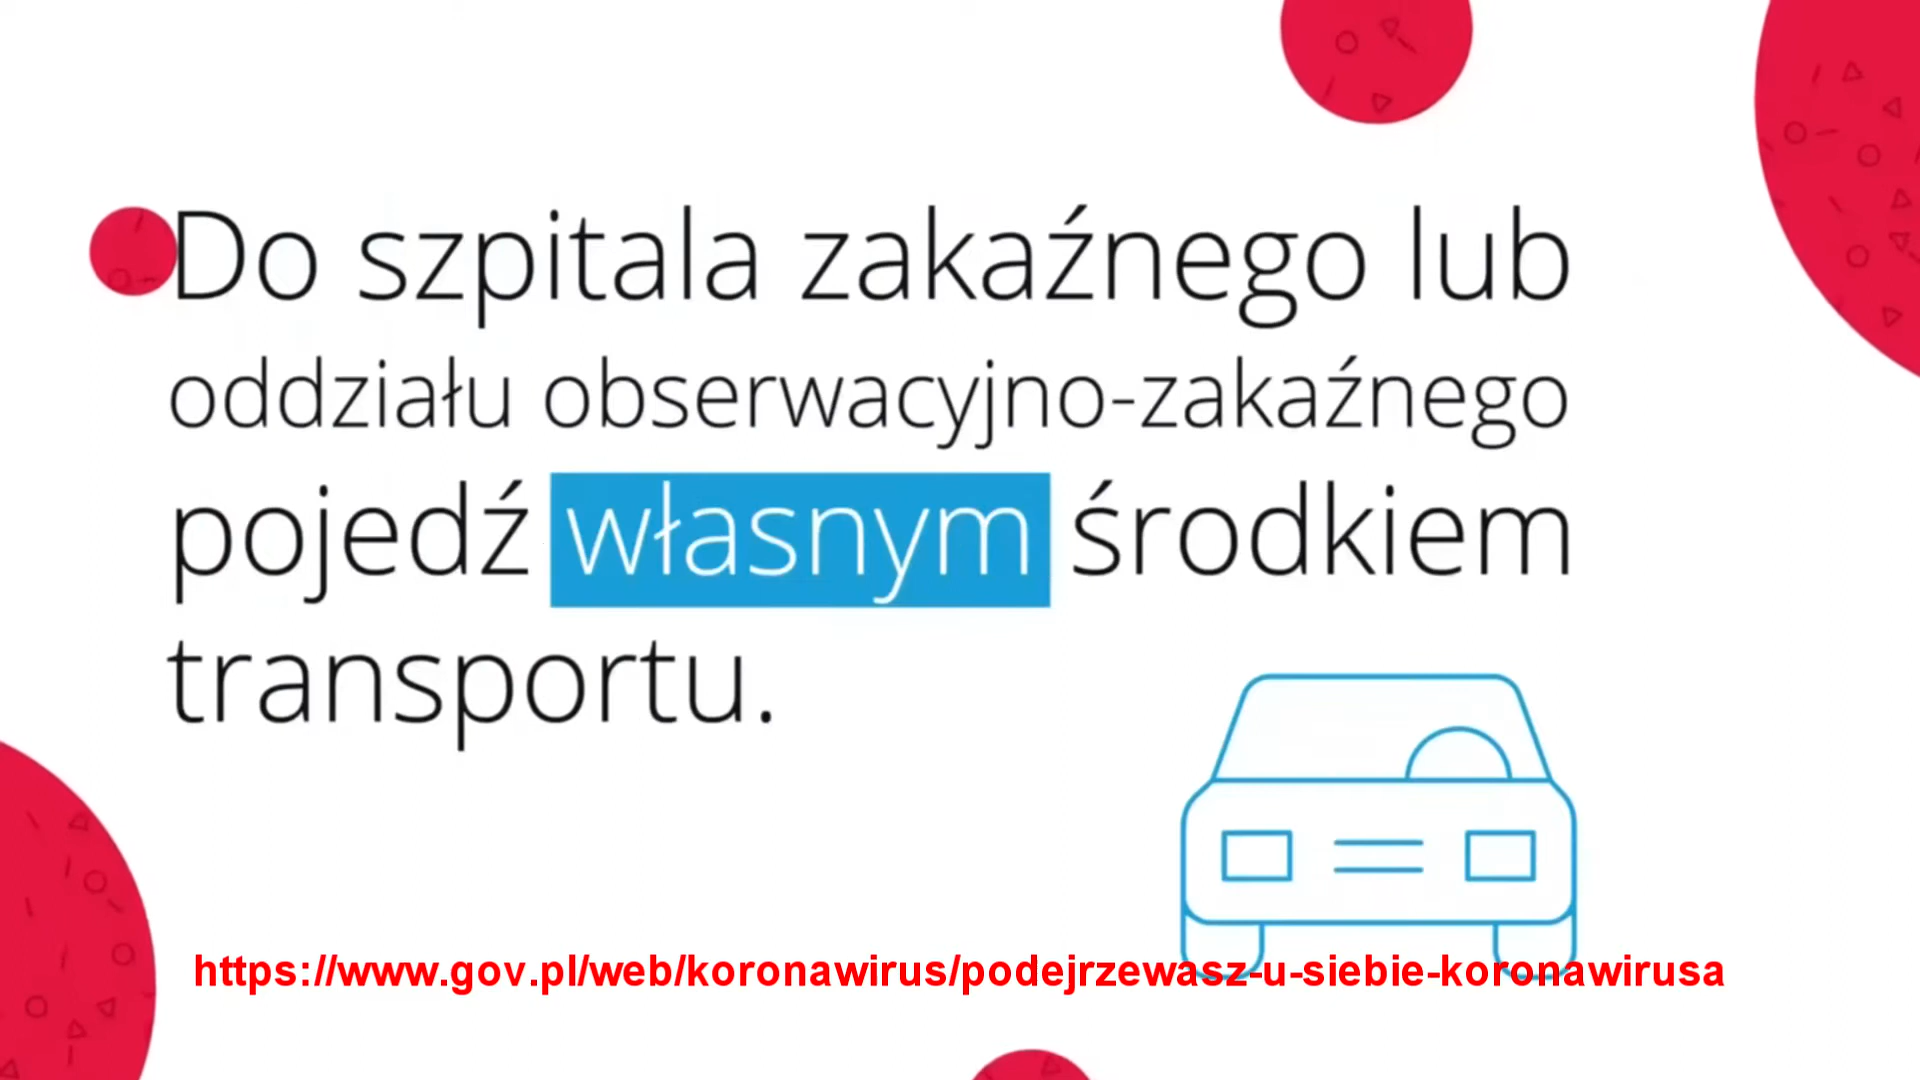 Do szpitala zakaźnego lub
oddziału obserwacyjno-zakaźnego
pojedź własnym środkiem
transportu.
https://www.gov.pl/web/koronawirus/podejrzewasz-u-siebie-koronawirusa